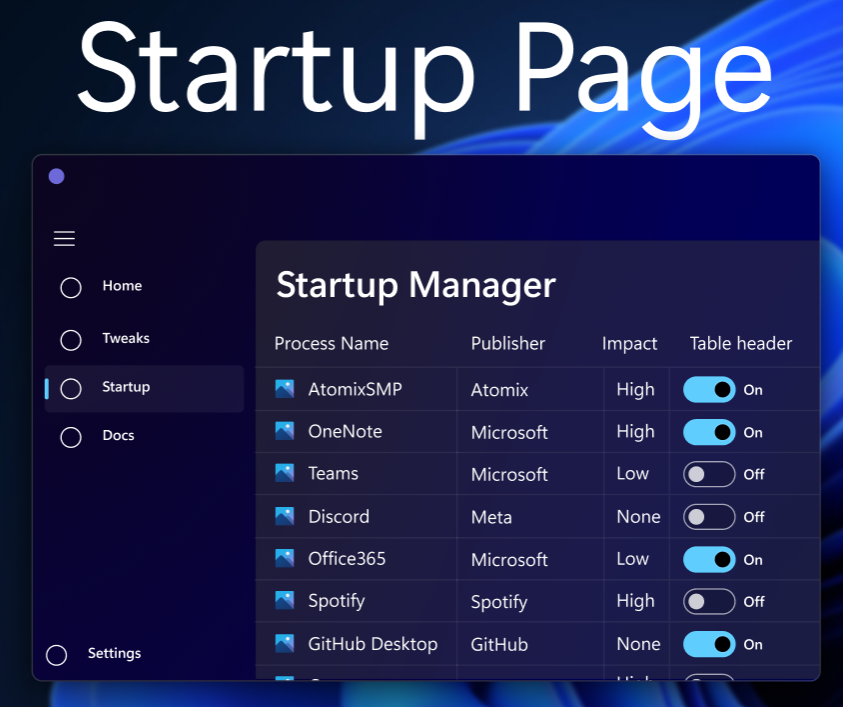 Startup Page
Home
Tweaks
Startup
Docs
Settings
Startup Manager
Process Name Publisher Impact Table header
AtomixSMP Atomix High On
OneNote Microsoft High On
Teams Microsoft Low Off
Discord Meta None Off
Office365 Microsoft Low On
Spotify Spotify High Off
GitHub Desktop GitHub None On